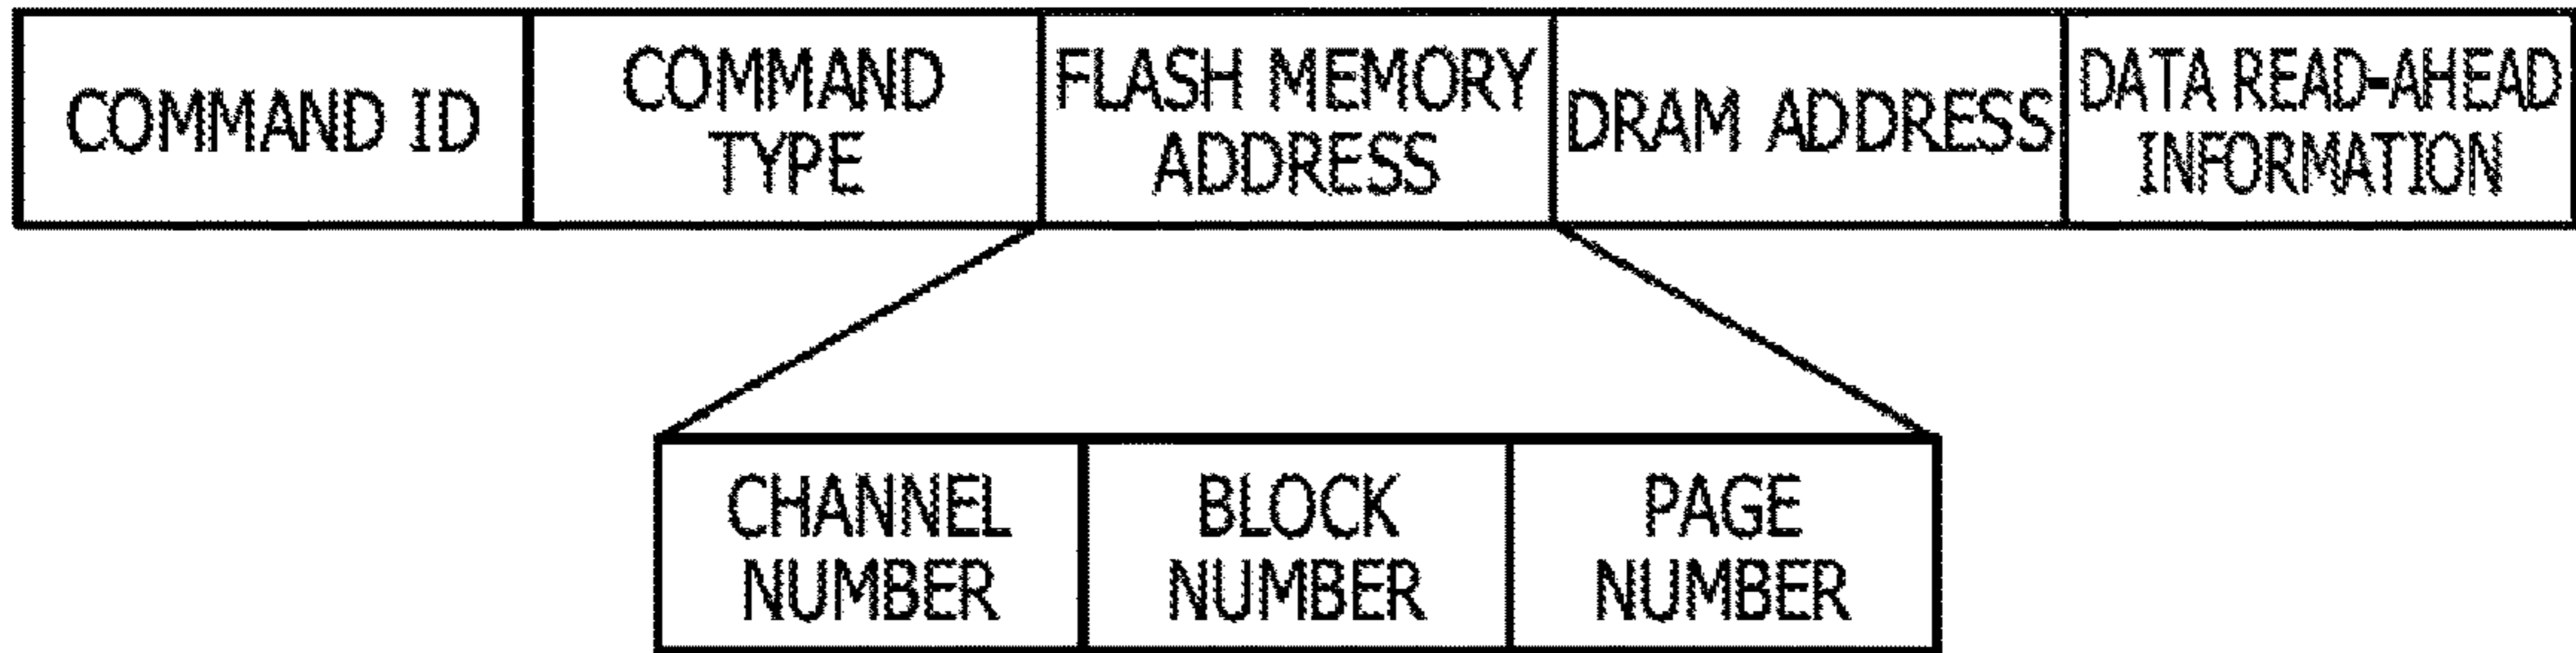 COMMAND ID
COMMAND
TYPE
FLASH MEMORY
ADDRESS
DRAM ADDRESS
DATA READ-AHEAD
INFORMATION
CHANNEL
NUMBER
BLOCK
NUMBER
PAGE
NUMBER